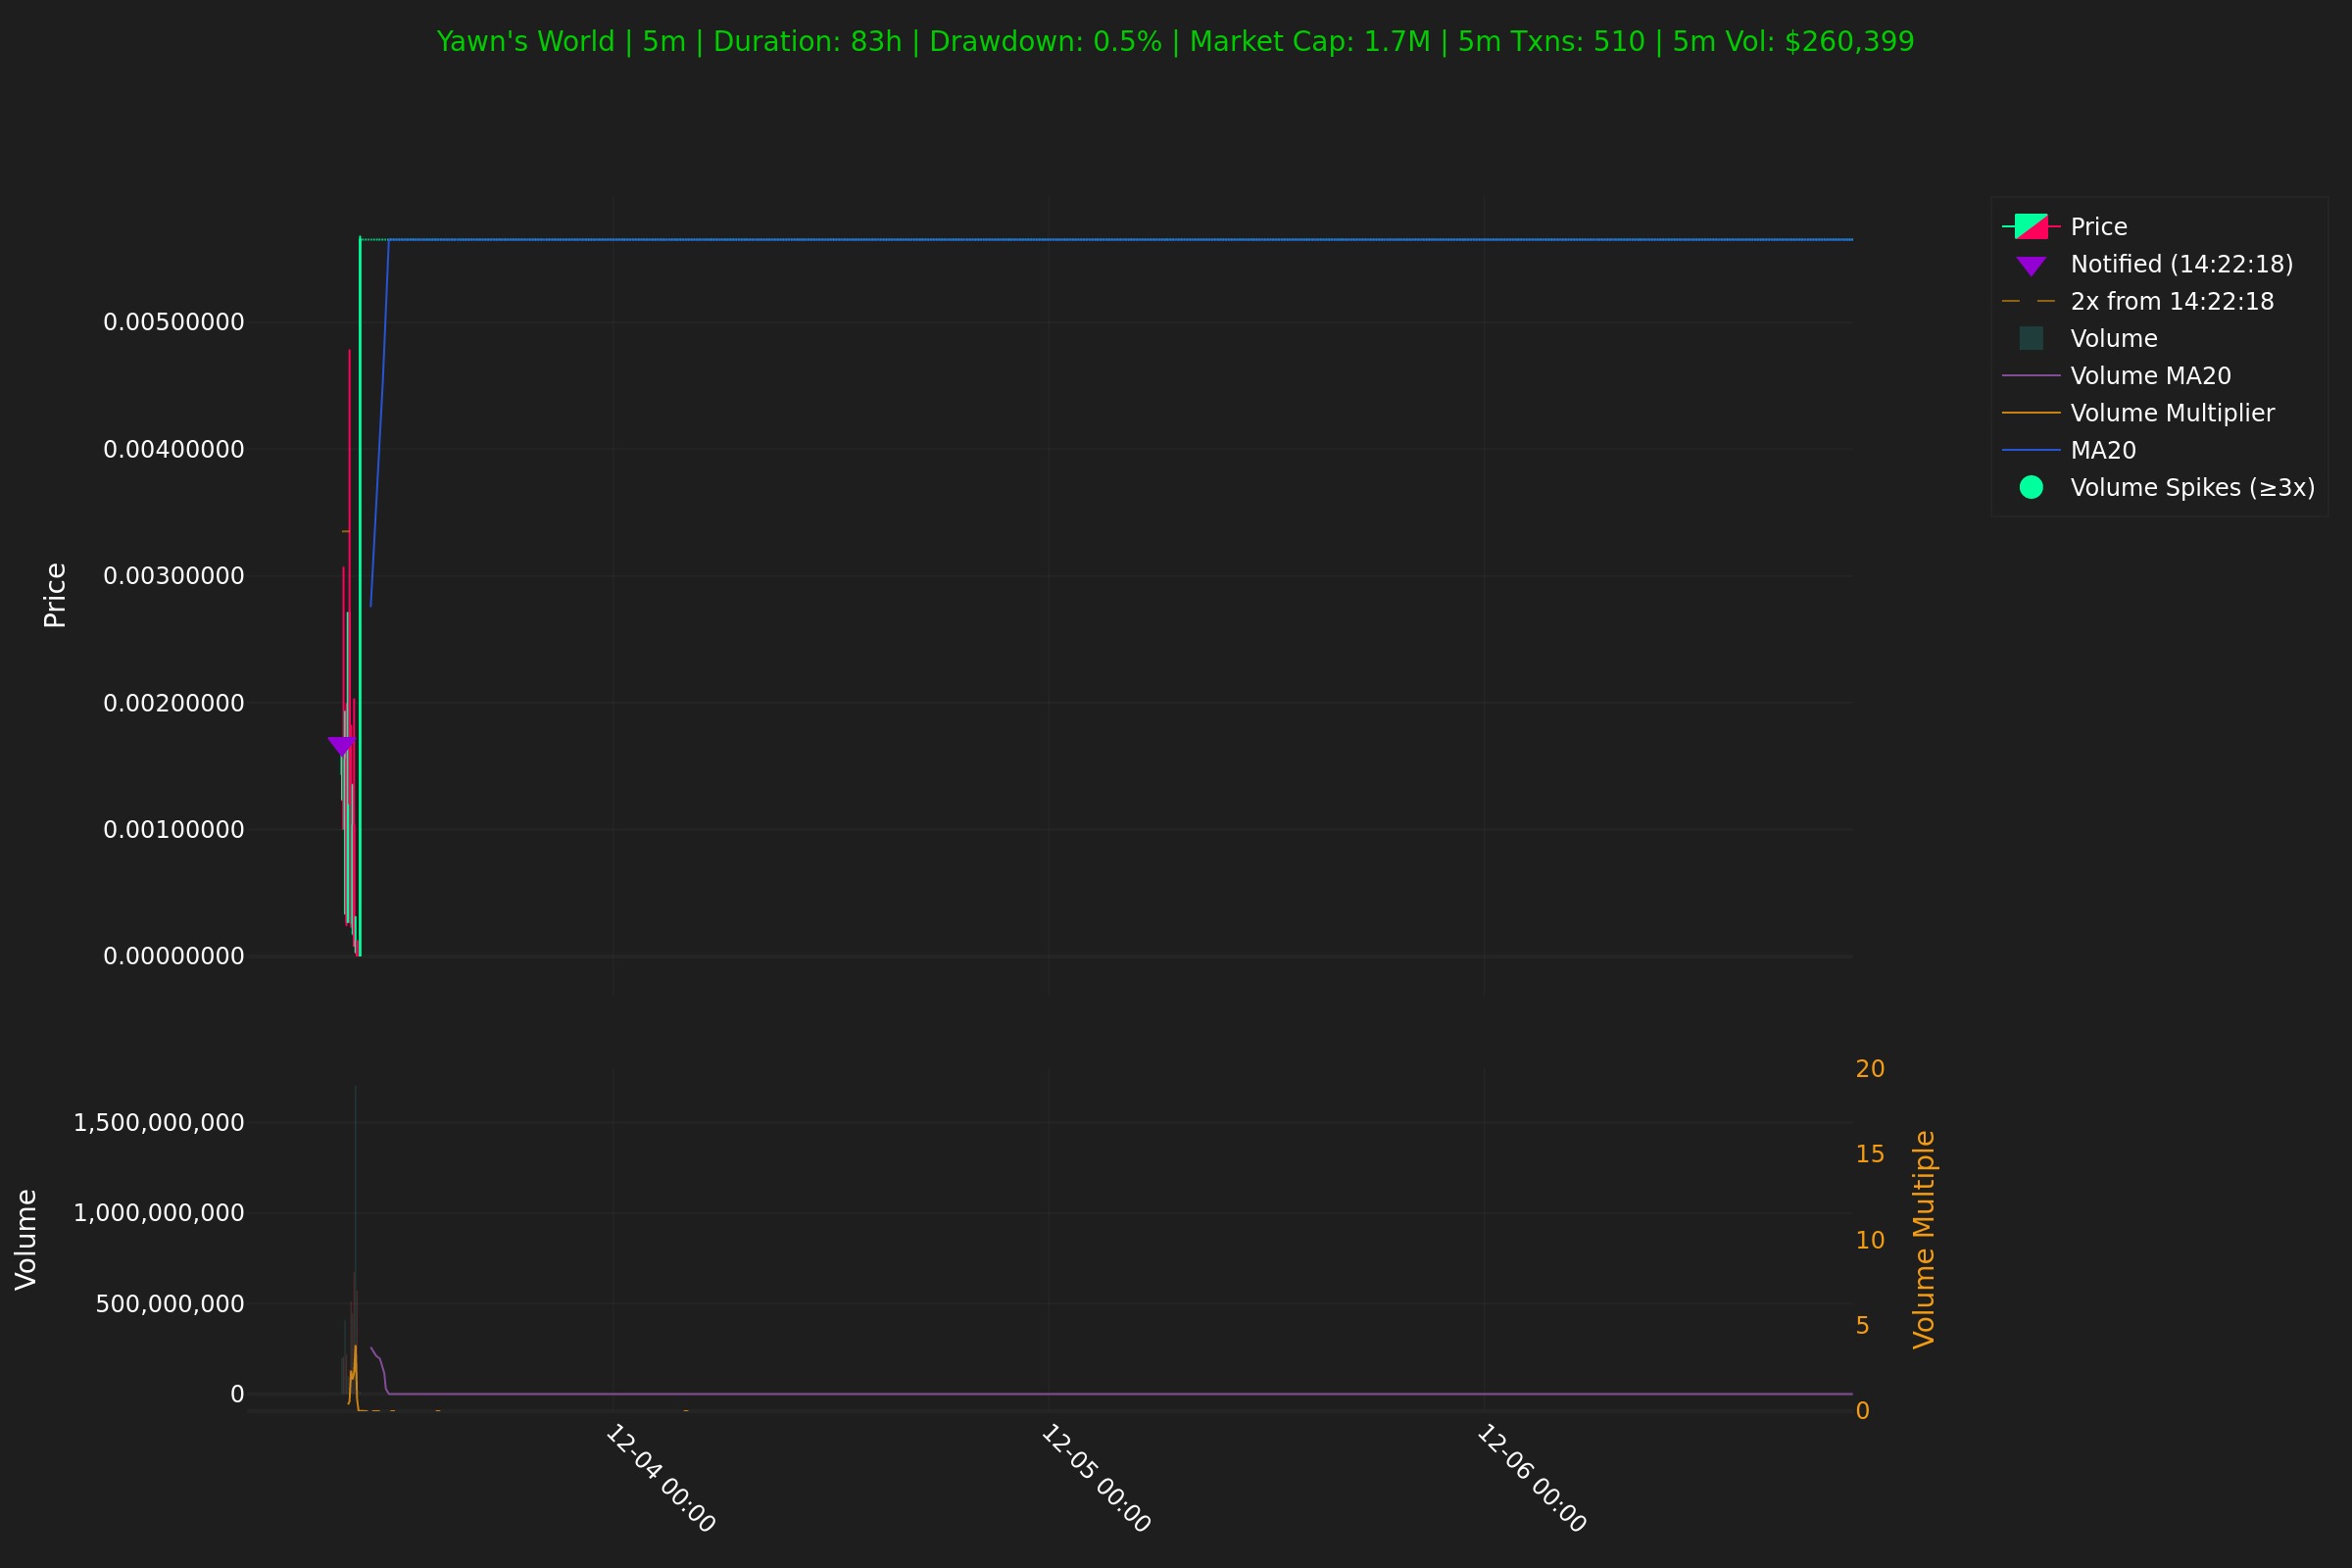 Yawn's World | 5m | Duration: 83h | Drawdown: 0.5% | Market Cap: 1.7M | 5m Txns: 510 | 5m Vol: $260,399
Price
Notified (14:22:18)
2x from 14:22:18
Volume
Volume MA20
Volume Multiplier
MA20
Volume Spikes (≥3x)
Price
0.00500000
0.00400000
0.00300000
0.00200000
0.00100000
0.00000000
Volume
1,500,000,000
1,000,000,000
500,000,000
0
20
15
10
5
0
Volume Multiple
12-04 00:00
12-05 00:00
12-06 00:00